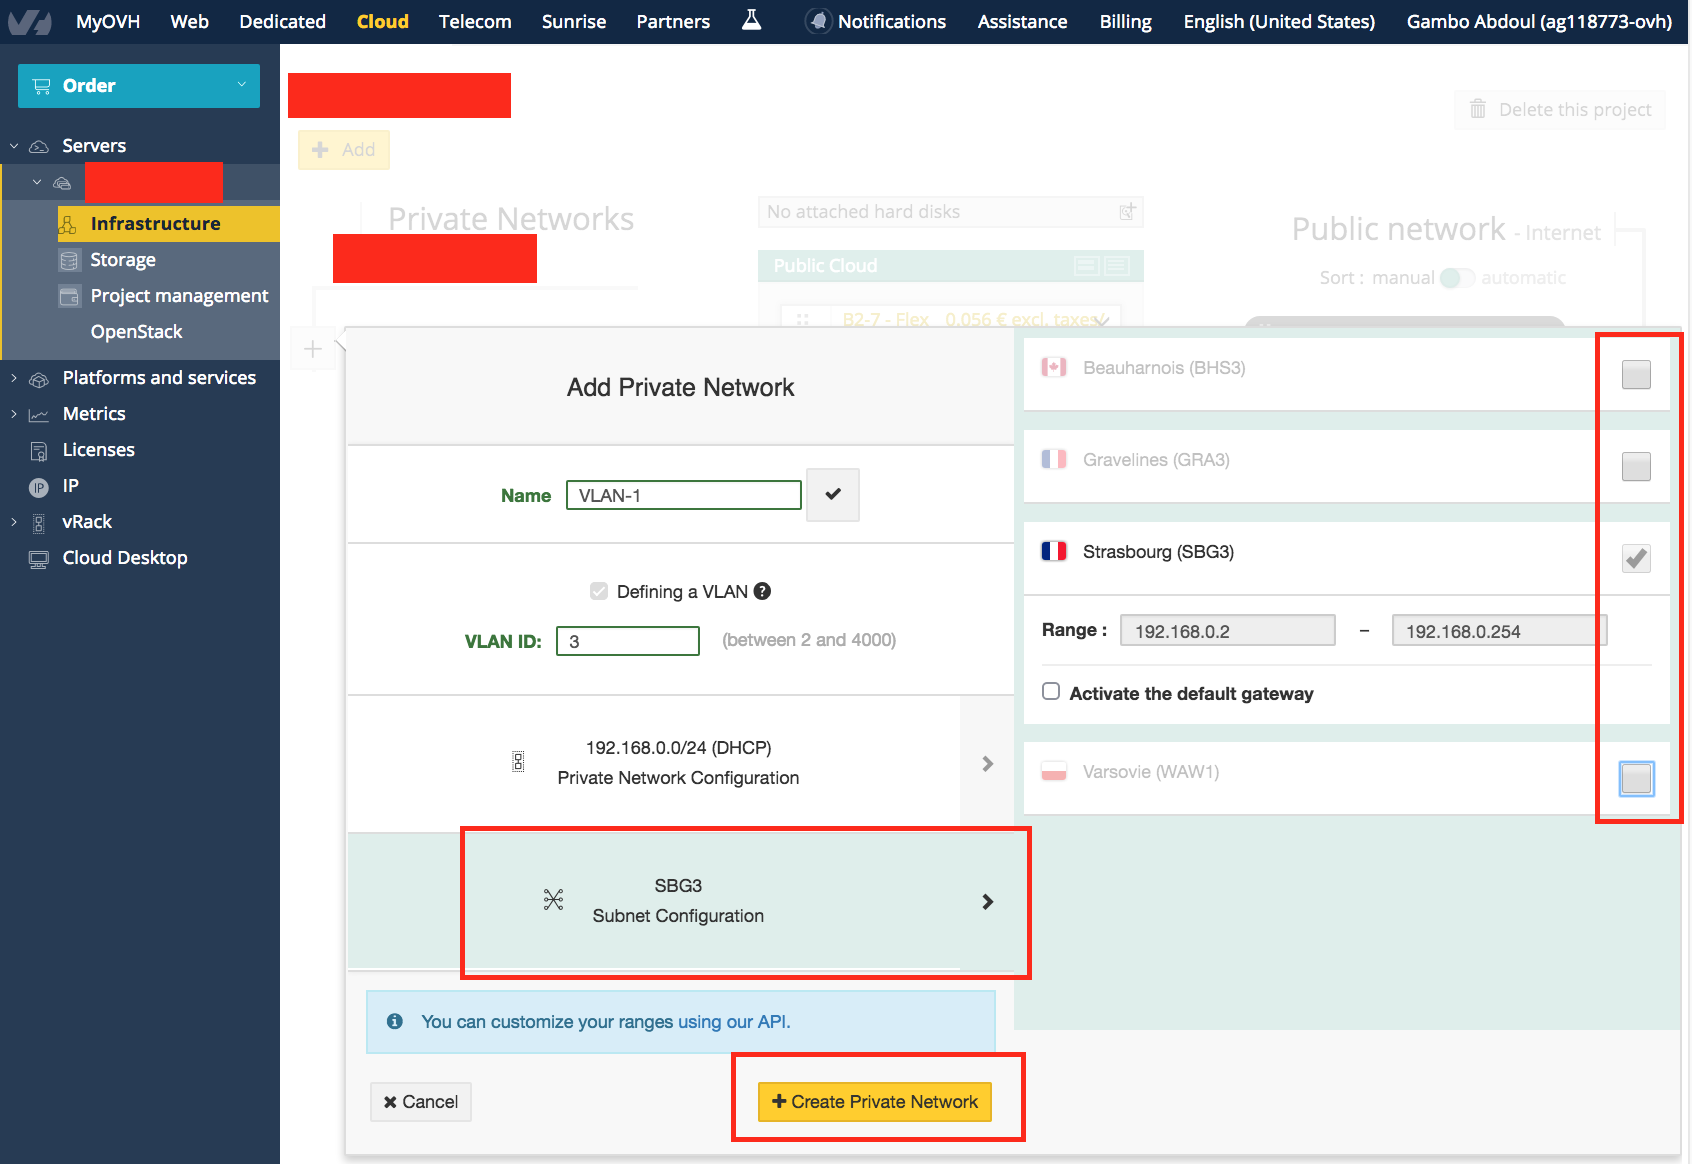 MyOVH Web Dedicated Cloud Telecom Sunrise Partners Notifications Assistance Billing English (United States) Gambo Abdoul (ag118773-ovh)
Order
Servers
Infrastructure
Storage
Project management
OpenStack
Platforms and services
Metrics
Licenses
IP
vRack
Cloud Desktop
Delete this project
Add
Private Networks
No attached hard disks
Public Cloud
B2-7 - Flex 0.056 € excl. taxes/
Public network - Internet
Sort : manual automatic
Add Private Network
Name VLAN-1
Defining a VLAN ?
VLAN ID: 3 (between 2 and 4000)
192.168.0.0/24 (DHCP)
Private Network Configuration
SBG3
Subnet Configuration
You can customize your ranges using our API.
Cancel
Create Private Network
Beauharnois (BHS3)
Gravelines (GRA3)
Strasbourg (SBG3)
Range : 192.168.0.2 – 192.168.0.254
Activate the default gateway
Varsovie (WAW1)